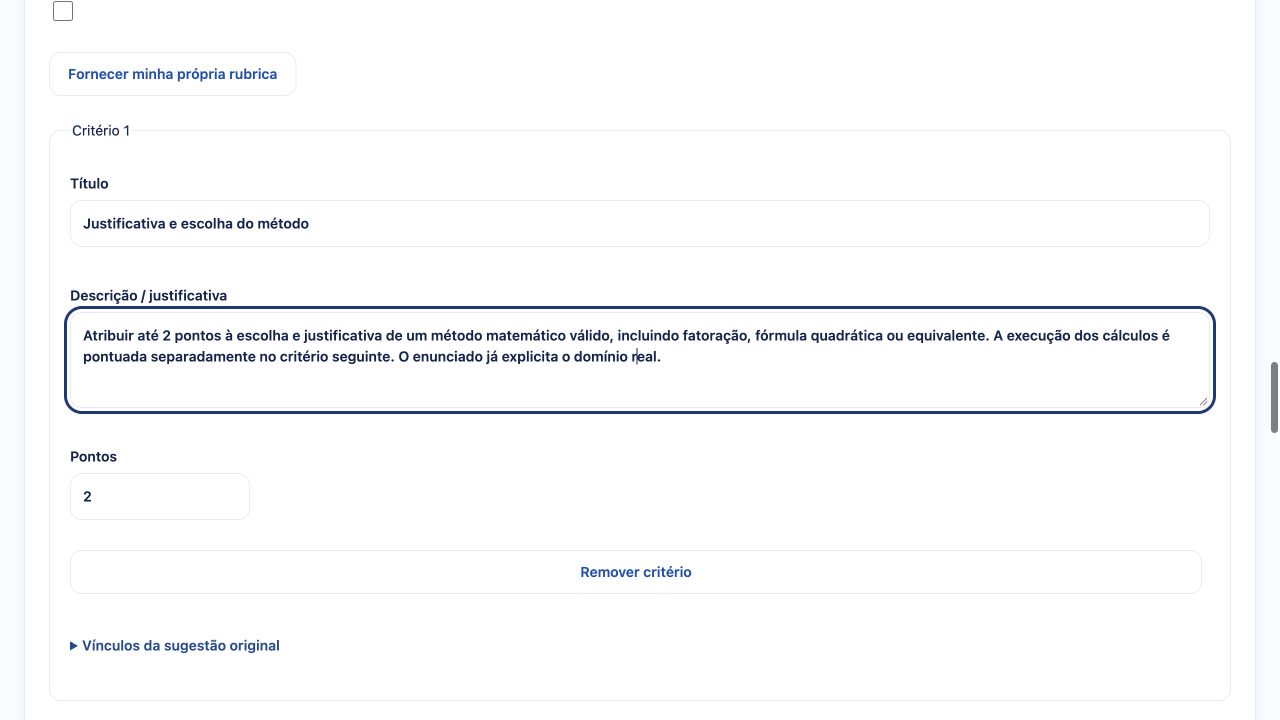 Fornecer minha própria rubrica
Critério 1
Título
Justificativa e escolha do método
Descrição / justificativa
Atribuir até 2 pontos à escolha e justificativa de um método matemático válido, incluindo fatoração, fórmula quadrática ou equivalente. A execução dos cálculos é
pontuada separadamente no critério seguinte. O enunciado já explicita o domínio real.
Pontos
2
Remover critério
Vínculos da sugestão original